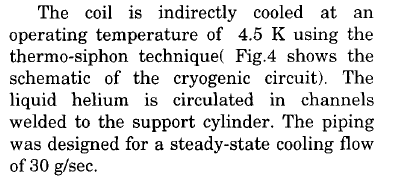 The coil is indirectly cooled at an
operating temperature of 4.5 K using the
thermo-siphon technique( Fig.4 shows the
schematic of the cryogenic circuit). The
liquid helium is circulated in channels
welded to the support cylinder. The piping
was designed for a steady-state cooling flow
of 30 g/sec.